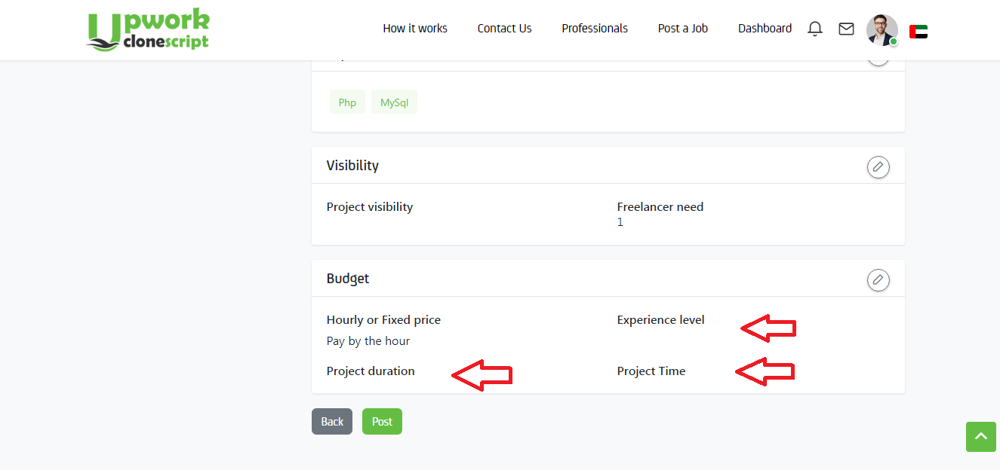 Upwork
clonescript
How it works
Contact Us
Professionals
Post a Job
Dashboard
Php
MySql
Visibility
Project visibility
Freelancer need
1
Budget
Hourly or Fixed price
Experience level
Pay by the hour
Project duration
Project Time
Back
Post